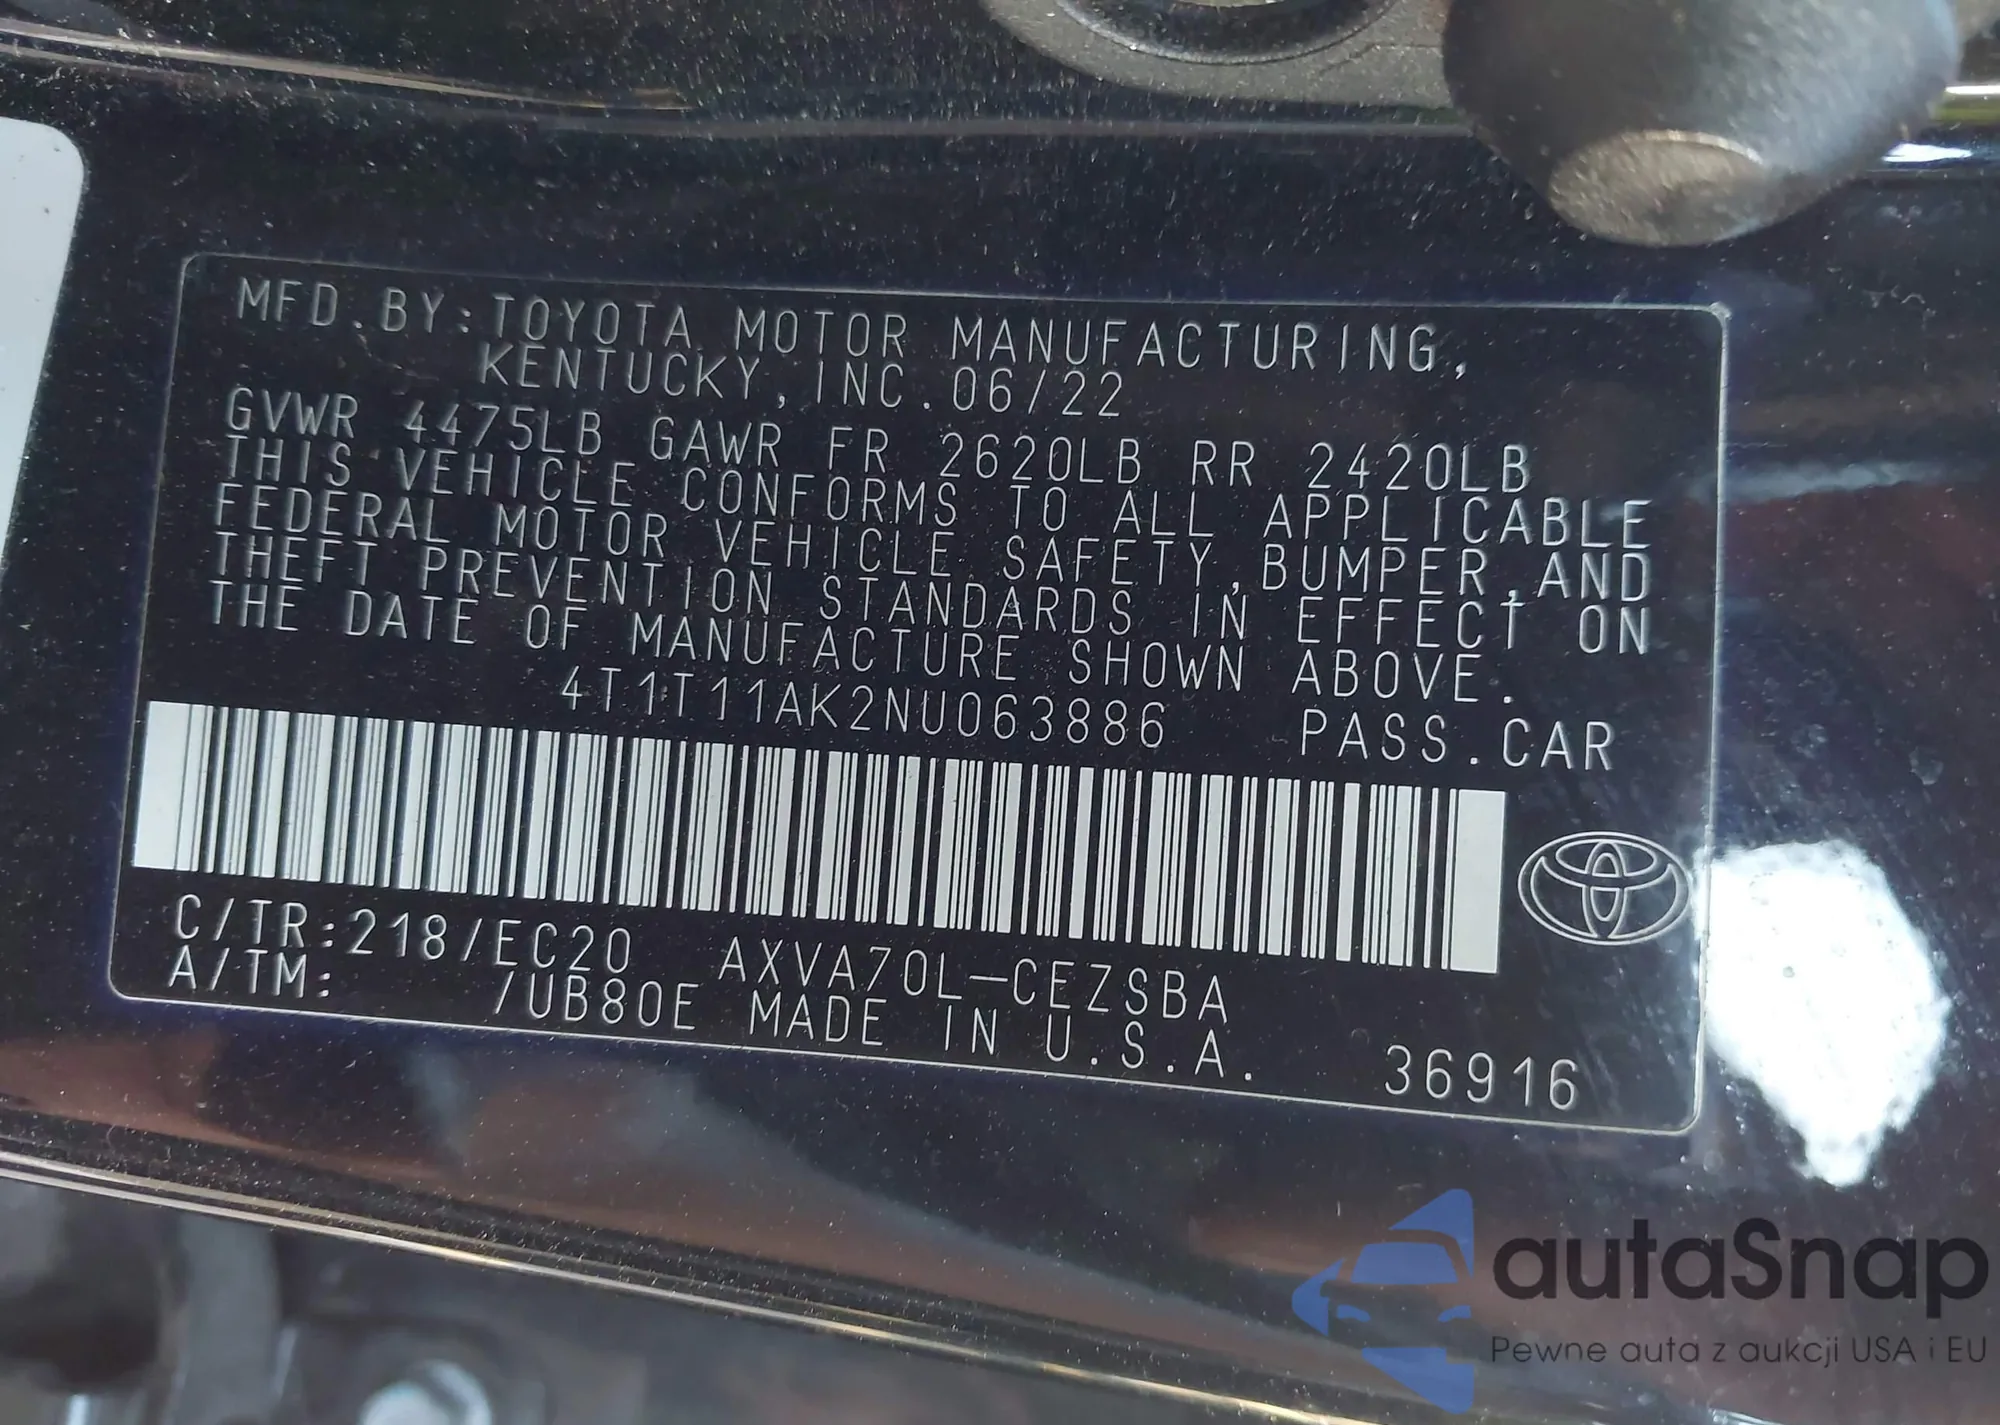 MFD.BY:TOYOTA MOTOR MANUFACTURING,
KENTUCKY,INC.06/22
GVWR 4475LB GAWR FR 2620LB RR 2420LB
THIS VEHICLE CONFORMS TO ALL APPLICABLE
FEDERAL MOTOR VEHICLE SAFETY,BUMPER,AND
THEFT PREVENTION STANDARDS IN EFFECT ON
THE DATE OF MANUFACTURE SHOWN ABOVE.
4T1T11AK2NU063886 PASS.CAR
C/TR:218/EC20 AXVA70L-CEZSBA
A/TM: /UB80E MADE IN U.S.A. 36916
autaSnap
Pewne auta z aukcji USA i EU